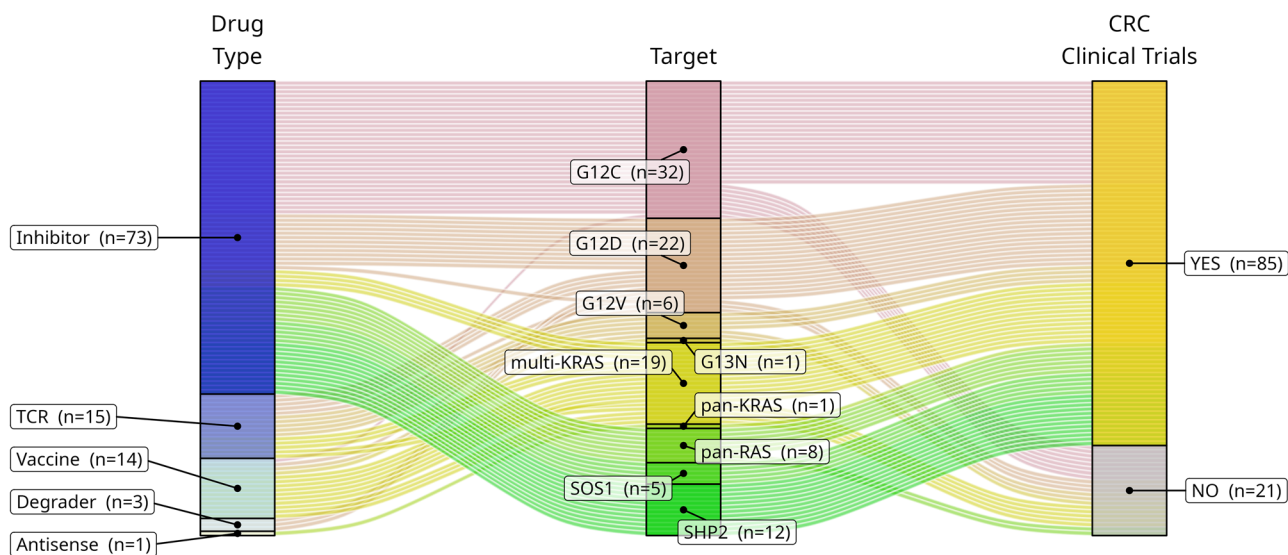 Drug
Type
Target
CRC
Clinical Trials
Inhibitor (n=73)
TCR (n=15)
Vaccine (n=14)
Degrader (n=3)
Antisense (n=1)
G12C (n=32)
G12D (n=22)
G12V (n=6)
G13N (n=1)
multi-KRAS (n=19)
pan-KRAS (n=1)
pan-RAS (n=8)
SOS1 (n=5)
SHP2 (n=12)
YES (n=85)
NO (n=21)